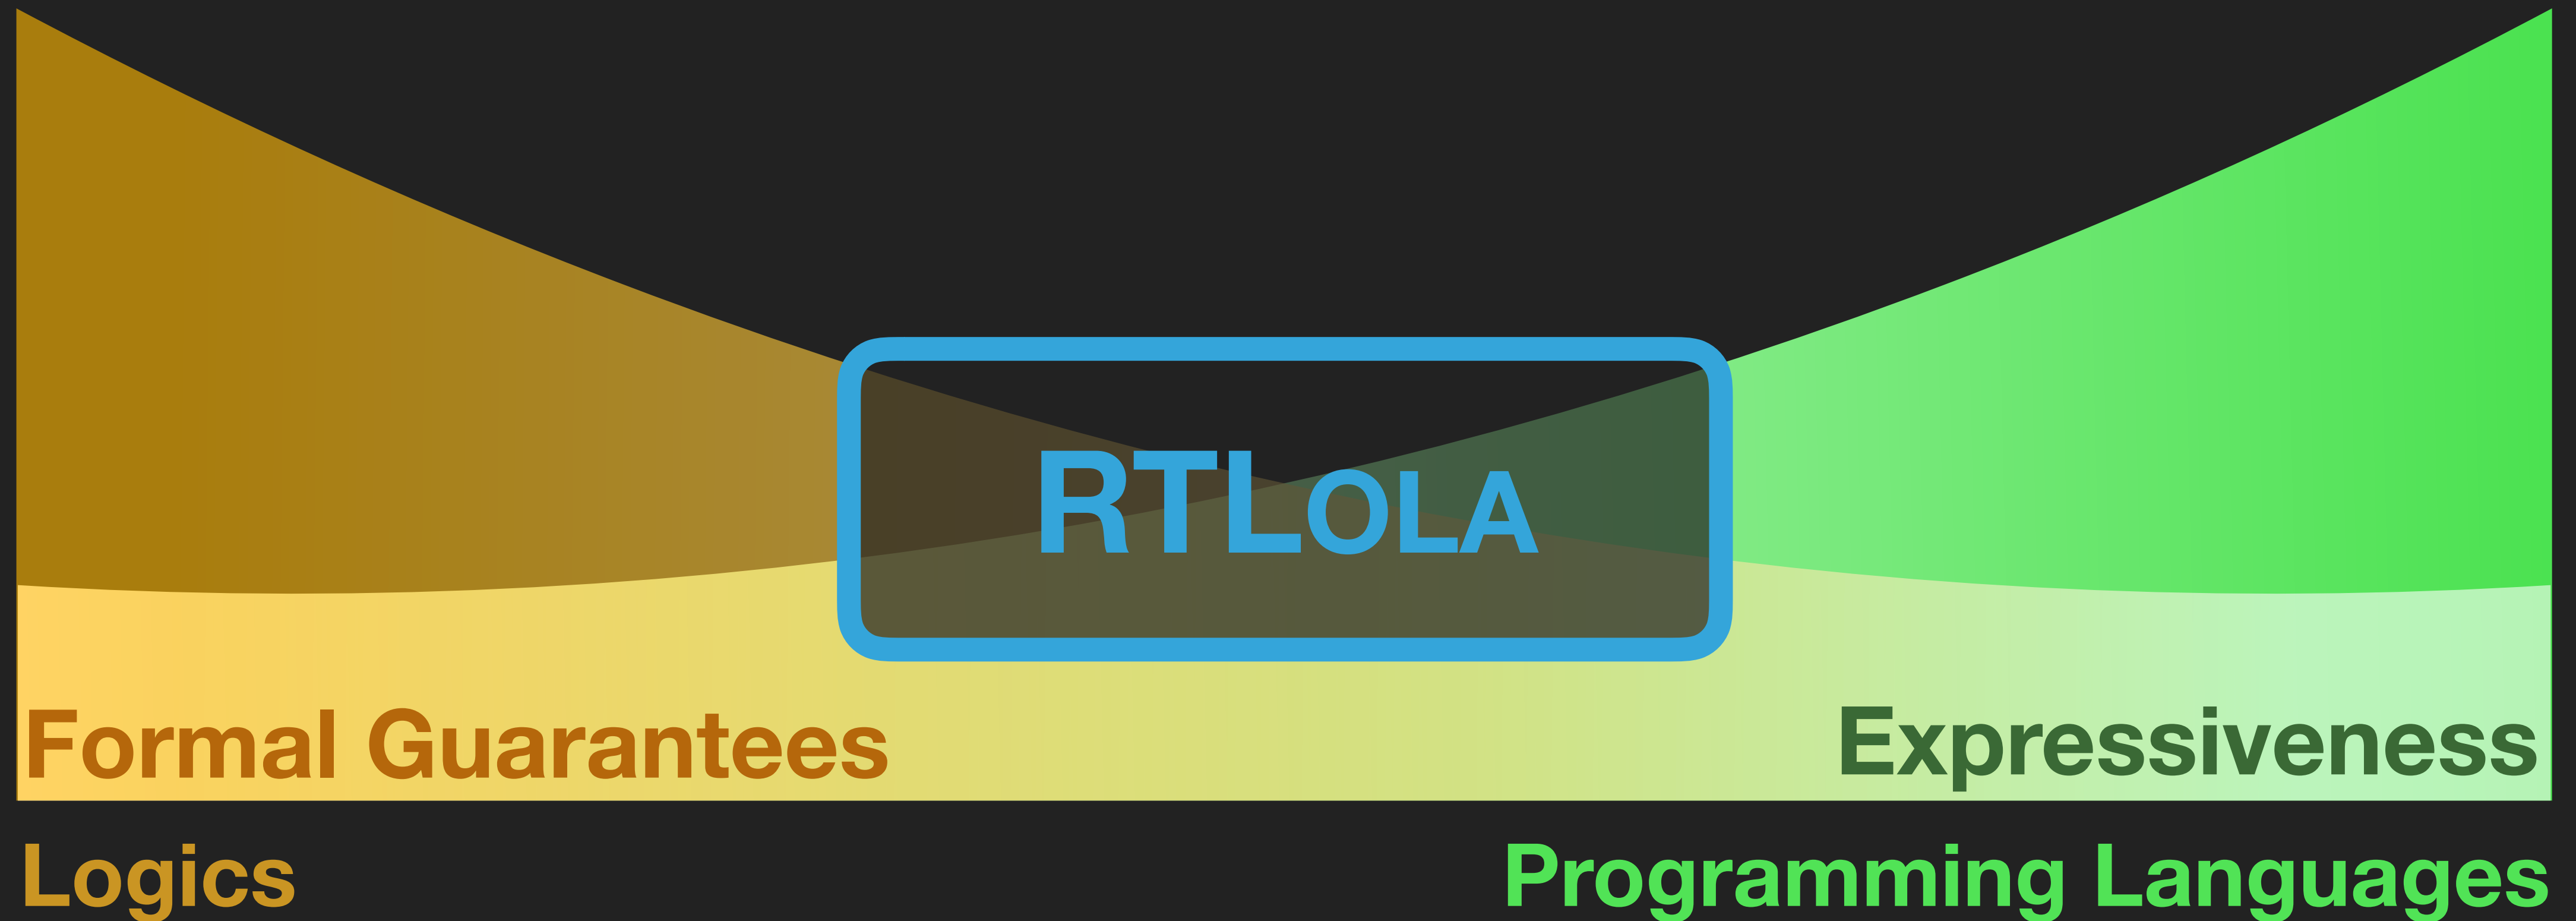 RTLOLA
Formal Guarantees
Expressiveness
Logics
Programming Languages